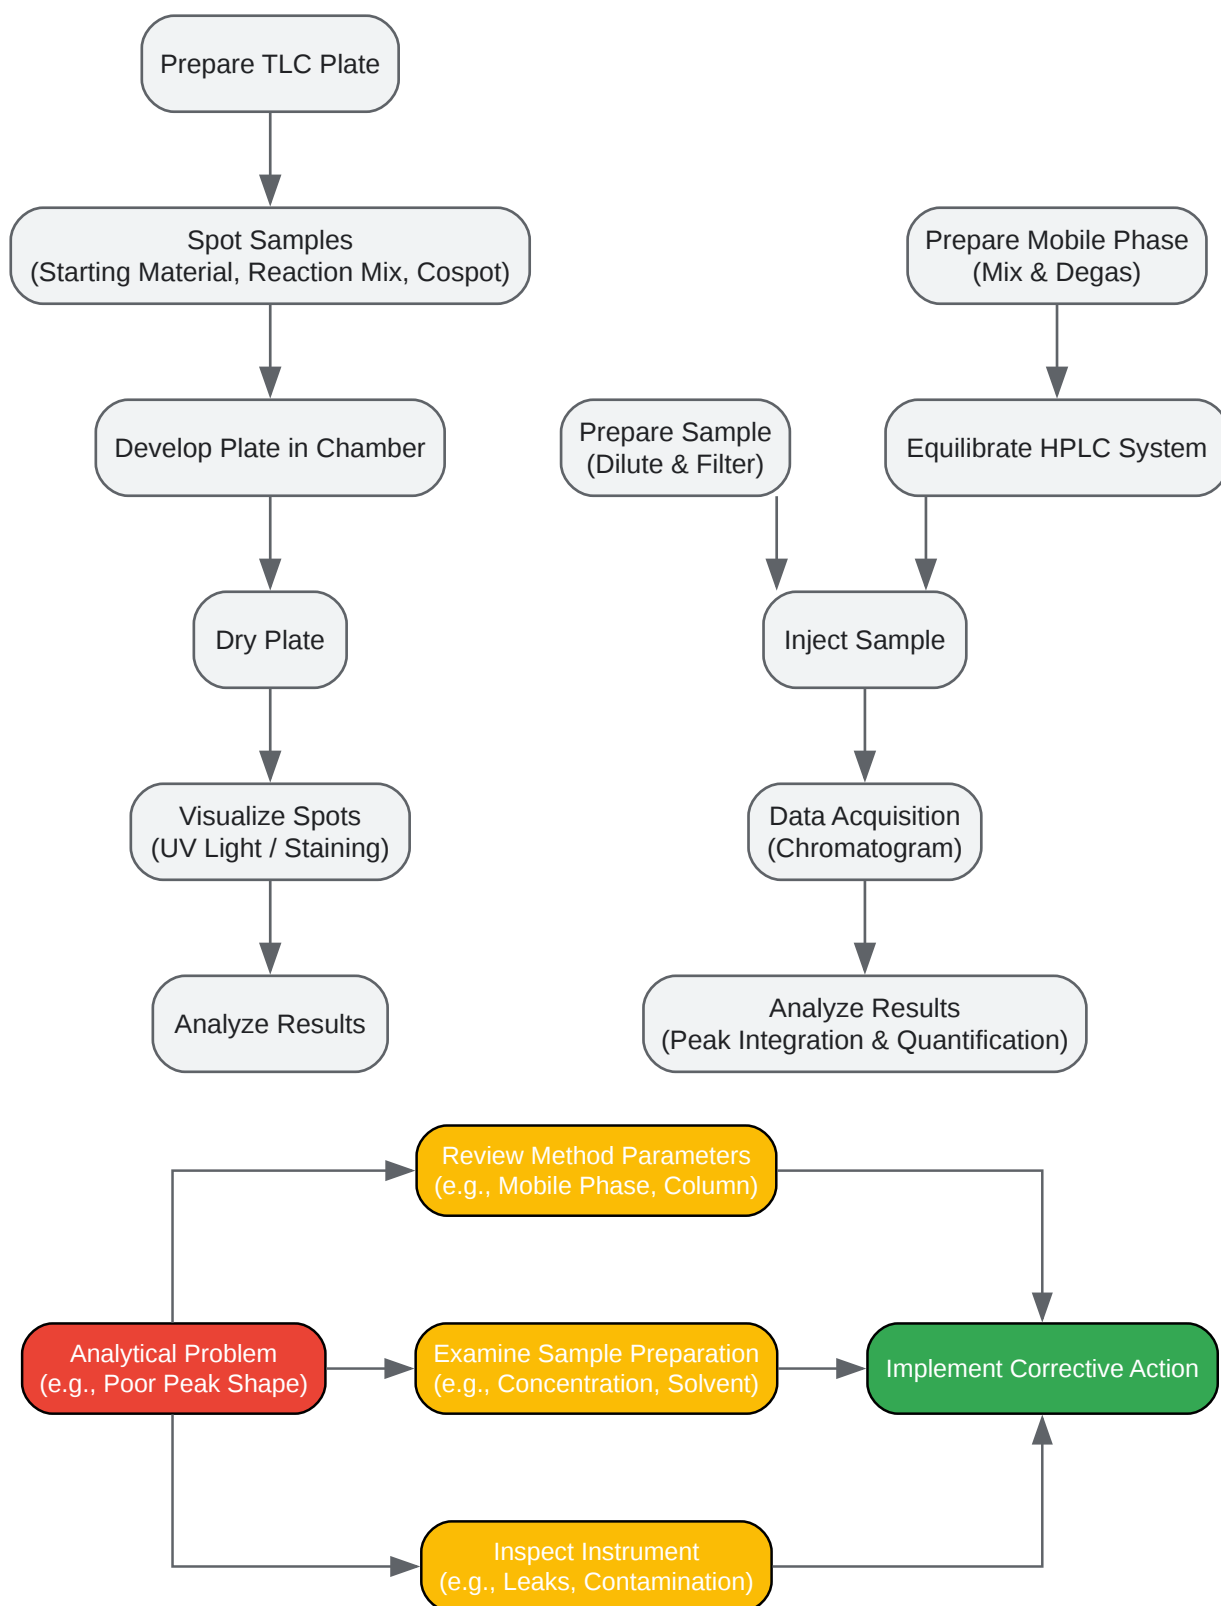 Prepare TLC Plate
Spot Samples
(Starting Material, Reaction Mix, Cospot)
Develop Plate in Chamber
Dry Plate
Visualize Spots
(UV Light / Staining)
Analyze Results
Prepare Mobile Phase
(Mix & Degas)
Prepare Sample
(Dilute & Filter)
Equilibrate HPLC System
Inject Sample
Data Acquisition
(Chromatogram)
Analyze Results
(Peak Integration & Quantification)
Analytical Problem
(e.g., Poor Peak Shape)
Review Method Parameters
(e.g., Mobile Phase, Column)
Examine Sample Preparation
(e.g., Concentration, Solvent)
Inspect Instrument
(e.g., Leaks, Contamination)
Implement Corrective Action